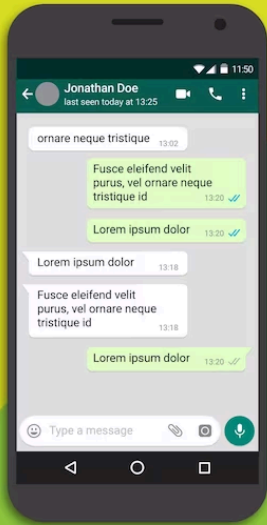 11:50
Jonathan Doe
last seen today at 13:25
ornare neque tristique 13:02
Fusce eleifend velit
purus, vel ornare neque
tristique id 13:20
Lorem ipsum dolor 13:20
Lorem ipsum dolor 13:18
Fusce eleifend velit
purus, vel ornare neque
tristique id 13:18
Lorem ipsum dolor 13:20
Type a message